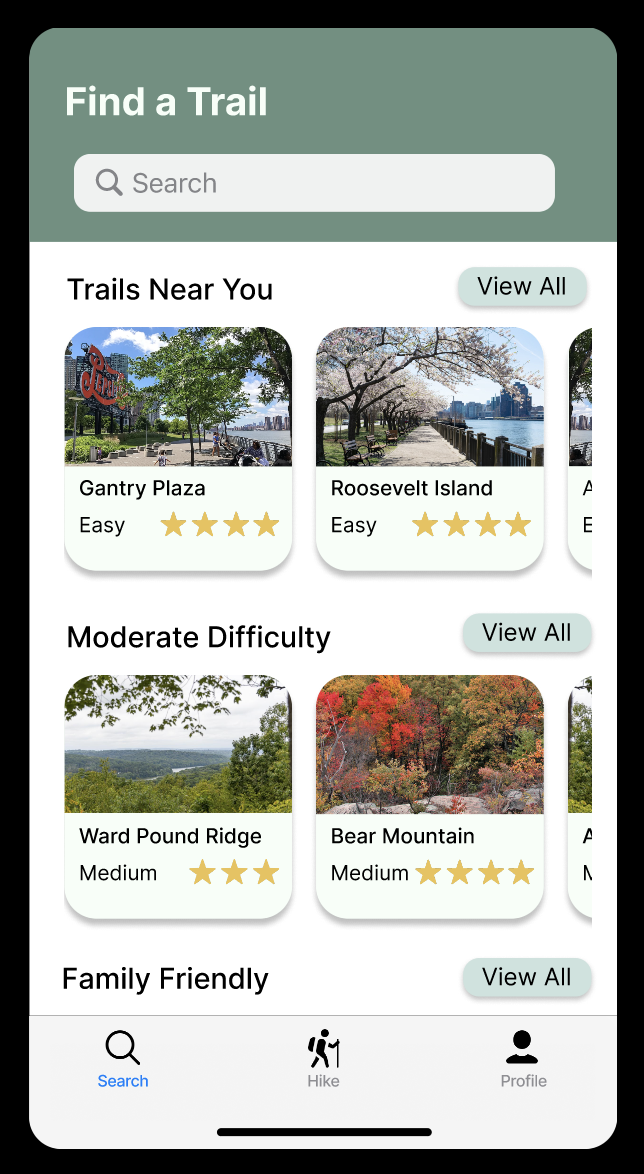 Find a Trail
Search
Trails Near You
View All
Gantry Plaza
Roosevelt Island
A
Easy
Easy
E
Moderate Difficulty
View All
Ward Pound Ridge
Bear Mountain
A
Medium
Medium
M
Family Friendly
View All
Search
Hike
Profile